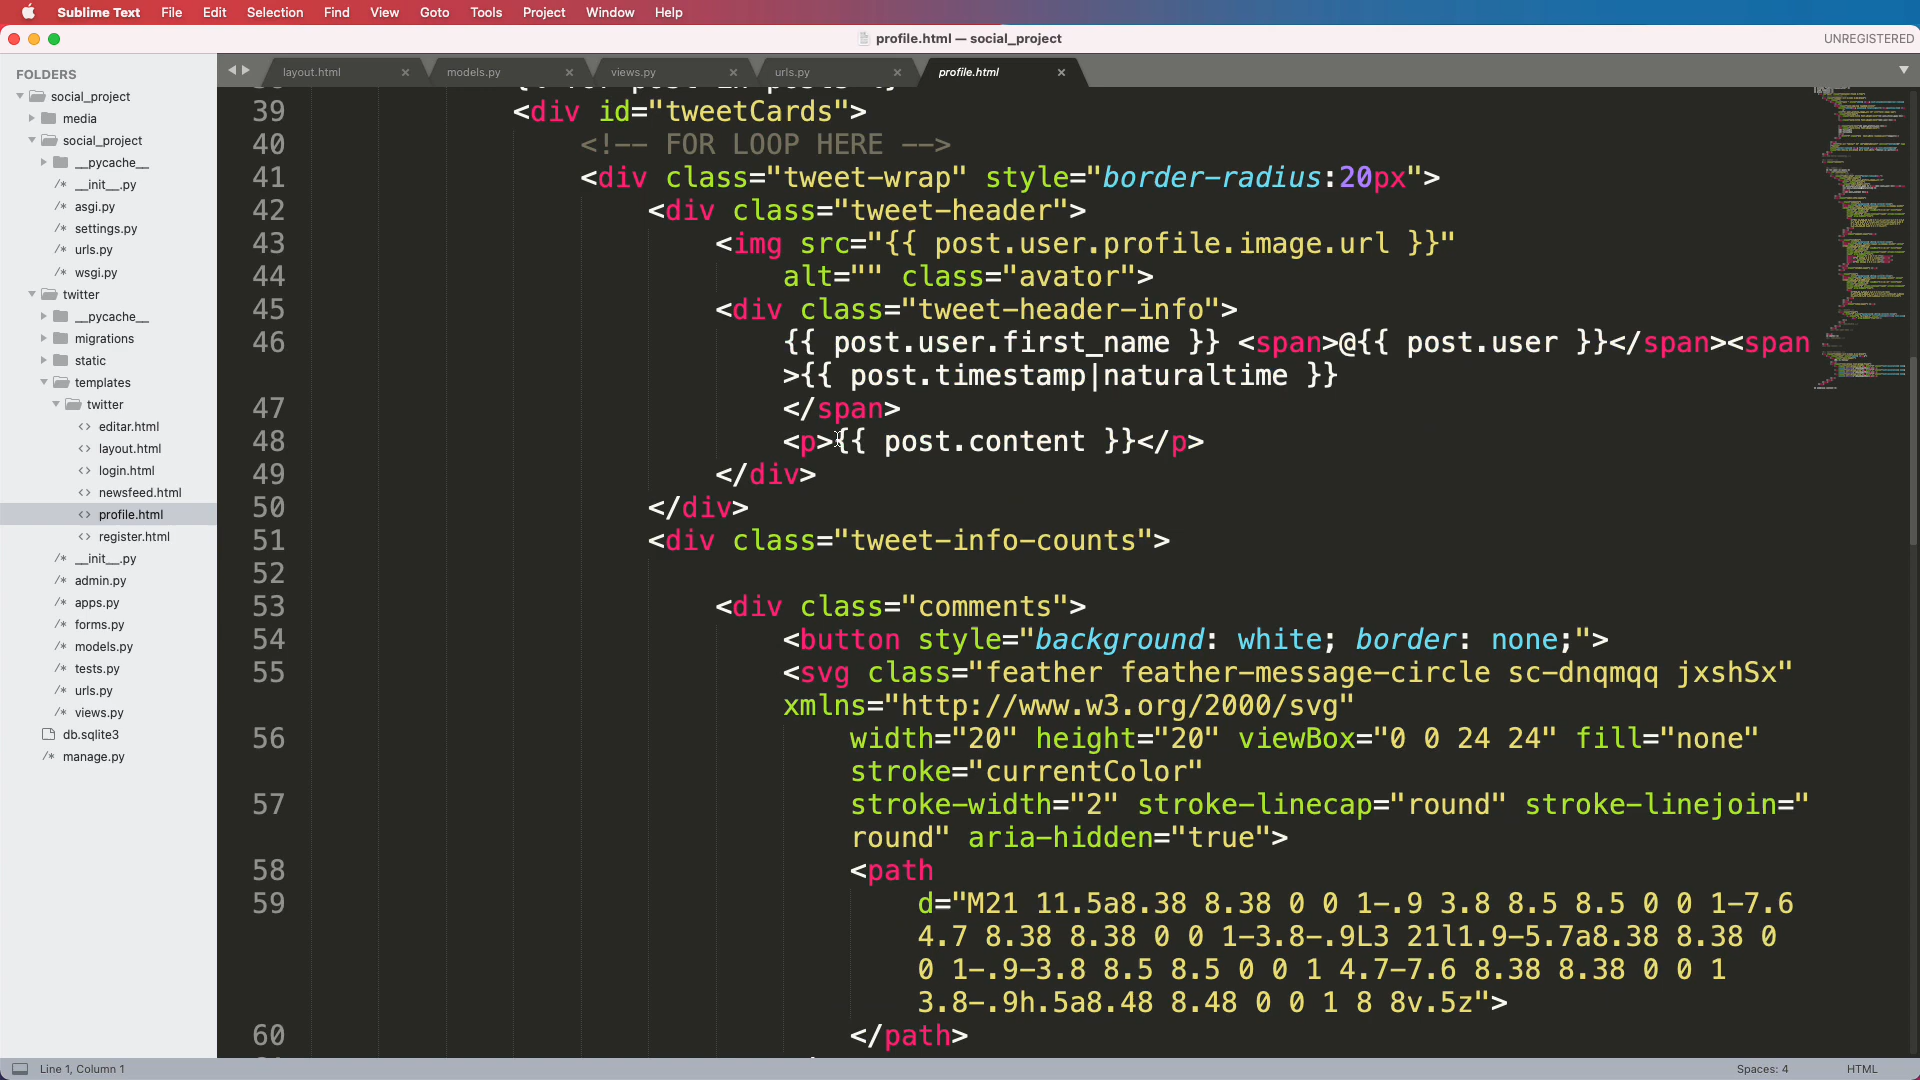 Sublime Text File Edit Selection Find View Goto Tools Project Window Help
profile.html — social_project
UNREGISTERED
FOLDERS
social_project
media
social_project
__pycache__
__init__.py
asgi.py
settings.py
urls.py
wsgi.py
twitter
__pycache__
migrations
static
templates
twitter
editar.html
layout.html
login.html
newsfeed.html
profile.html
register.html
__init__.py
admin.py
apps.py
forms.py
models.py
tests.py
urls.py
views.py
db.sqlite3
manage.py
layout.html models.py views.py urls.py profile.html
39 <div id="tweetCards">
40 <!-- FOR LOOP HERE -->
41 <div class="tweet-wrap" style="border-radius:20px">
42 <div class="tweet-header">
43 <img src="{{ post.user.profile.image.url }}"
44 alt="" class="avator">
45 <div class="tweet-header-info">
46 {{ post.user.first_name }} <span>@{{ post.user }}</span><span
>{{ post.timestamp|naturaltime }}
47 </span>
48 <p>{{ post.content }}</p>
49 </div>
50 </div>
51 <div class="tweet-info-counts">
52
53 <div class="comments">
54 <button style="background: white; border: none;">
55 <svg class="feather feather-message-circle sc-dnqmqq jxshSx"
xmlns="http://www.w3.org/2000/svg"
56 width="20" height="20" viewBox="0 0 24 24" fill="none"
stroke="currentColor"
57 stroke-width="2" stroke-linecap="round" stroke-linejoin="
round" aria-hidden="true">
58 <path
59 d="M21 11.5a8.38 8.38 0 0 1-.9 3.8 8.5 8.5 0 0 1-7.6
4.7 8.38 8.38 0 0 1-3.8-.9L3 21l1.9-5.7a8.38 8.38 0
0 1-.9-3.8 8.5 8.5 0 0 1 4.7-7.6 8.38 8.38 0 0 1
3.8-.9h.5a8.48 8.48 0 0 1 8 8v.5z">
60 </path>
Line 1, Column 1
Spaces: 4
HTML